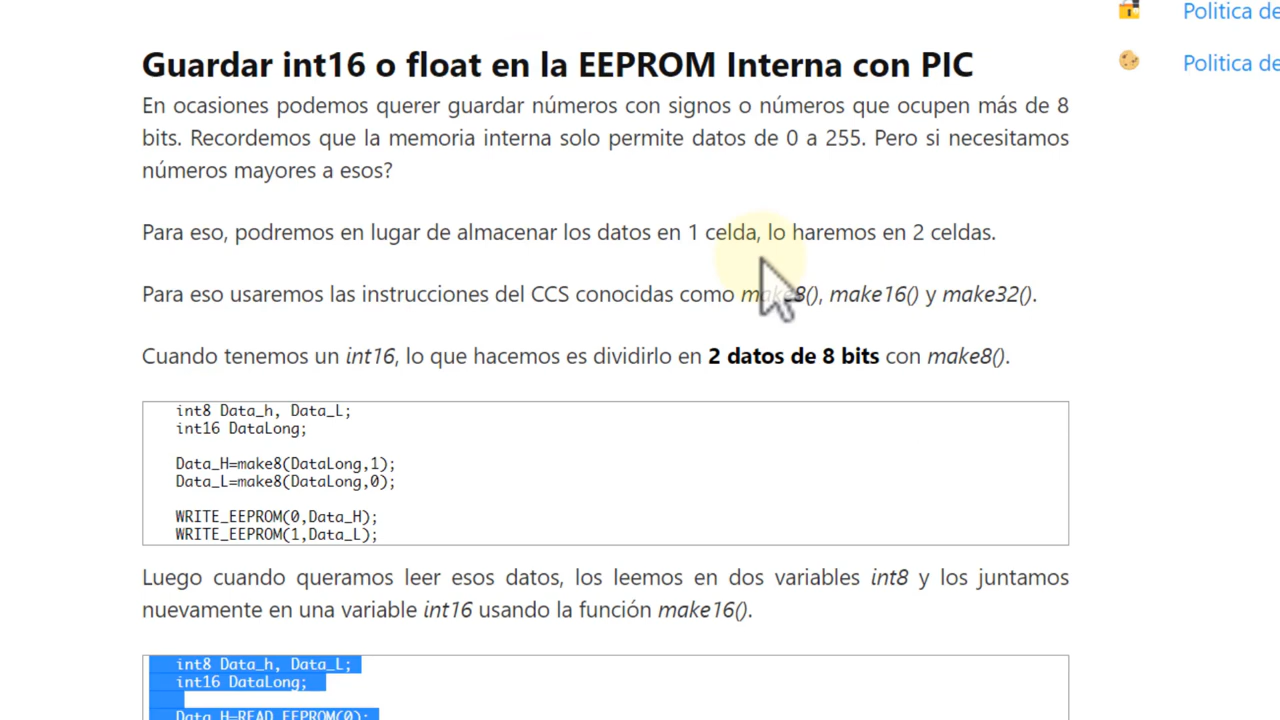 Politica de
Politica de
Guardar int16 o float en la EEPROM Interna con PIC
En ocasiones podemos querer guardar números con signos o números que ocupen más de 8
bits. Recordemos que la memoria interna solo permite datos de 0 a 255. Pero si necesitamos
números mayores a esos?
Para eso, podremos en lugar de almacenar los datos en 1 celda, lo haremos en 2 celdas.
Para eso usaremos las instrucciones del CCS conocidas como make8(), make16() y make32().
Cuando tenemos un int16, lo que hacemos es dividirlo en 2 datos de 8 bits con make8().
int8 Data_h, Data_L;
int16 DataLong;
Data_H=make8(DataLong,1);
Data_L=make8(DataLong,0);
WRITE_EEPROM(0,Data_H);
WRITE_EEPROM(1,Data_L);
Luego cuando queramos leer esos datos, los leemos en dos variables int8 y los juntamos
nuevamente en una variable int16 usando la función make16().
int8 Data_h, Data_L;
int16 DataLong;
Data_H=READ_EEPROM(0);